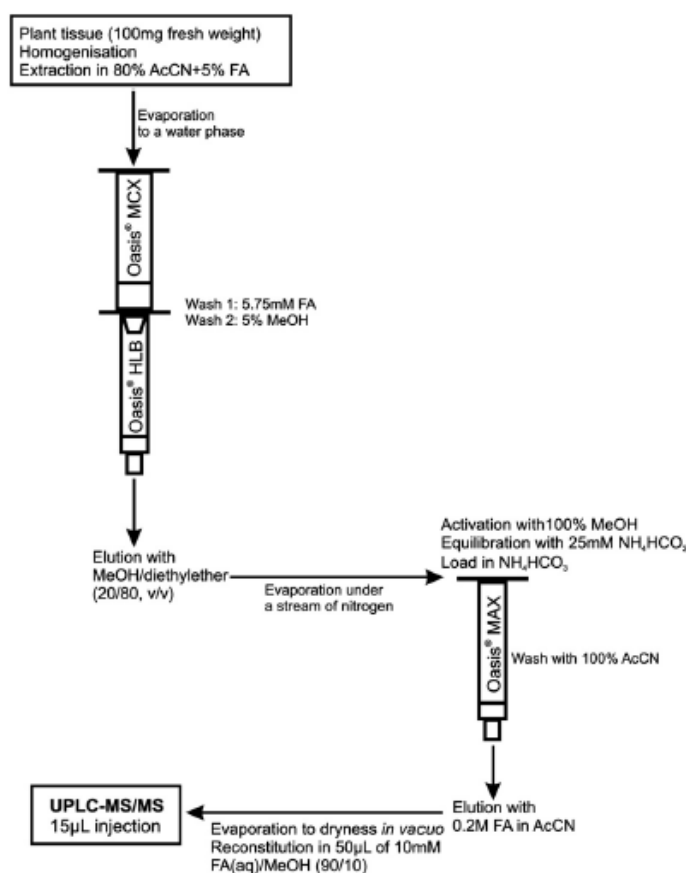 Plant tissue (100mg fresh weight)
Homogenisation
Extraction in 80% AcCN+5% FA
Evaporation
to a water phase
Oasis® MCX
Wash 1: 5.75mM FA
Wash 2: 5% MeOH
Oasis® HLB
Elution with
MeOH/diethylether
(20/80, v/v)
Evaporation under
a stream of nitrogen
Activation with100% MeOH
Equilibration with 25mM NH₄HCO₃
Load in NH₄HCO₃
Oasis® MAX
Wash with 100% AcCN
Elution with
0.2M FA in AcCN
Evaporation to dryness in vacuo
Reconstitution in 50µL of 10mM
FA(aq)/MeOH (90/10)
UPLC-MS/MS
15µL injection